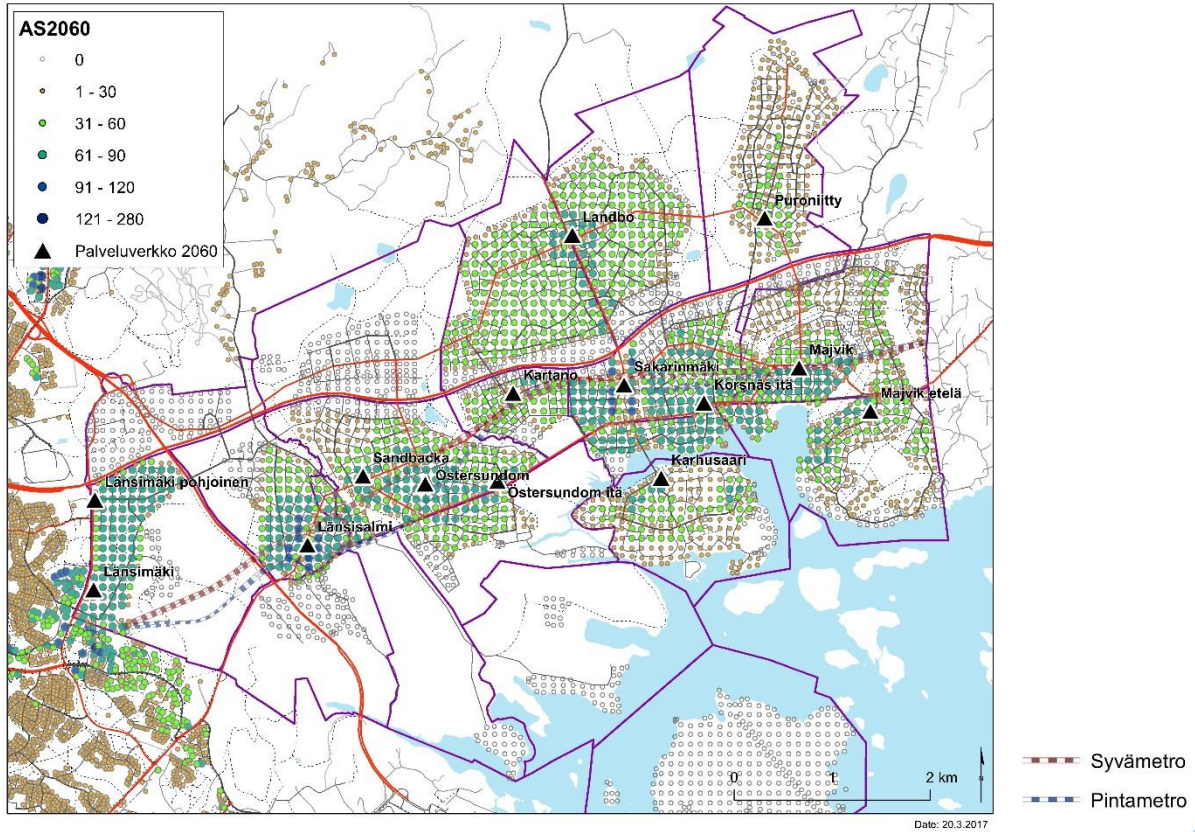 AS2060
0
1 - 30
31 - 60
61 - 90
91 - 120
121 - 280
Palveluverkko 2060
Puroniitty
Landbo
Majvik
Kartano
Sakarinmäki
Korsnäs itä
Majvik etelä
Sandbacka
Östersundom
Karhusaari
Länsimäki pohjoinen
Östersundom itä
Länsisalmi
Länsimäki
0 1 2 km
Syvämetro
Pintametro
Date: 20.3.2017